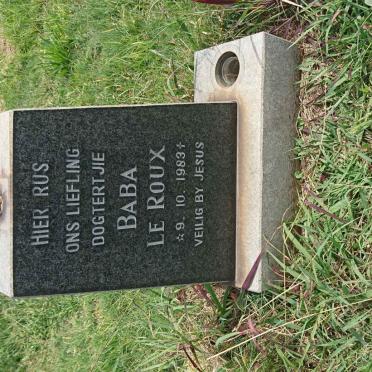 HIER RUS
ONS LIEFLING
DOGTERTJIE
BABA
LE ROUX
☆ 9. 10. 1983 ✝
VEILIG BY JESUS